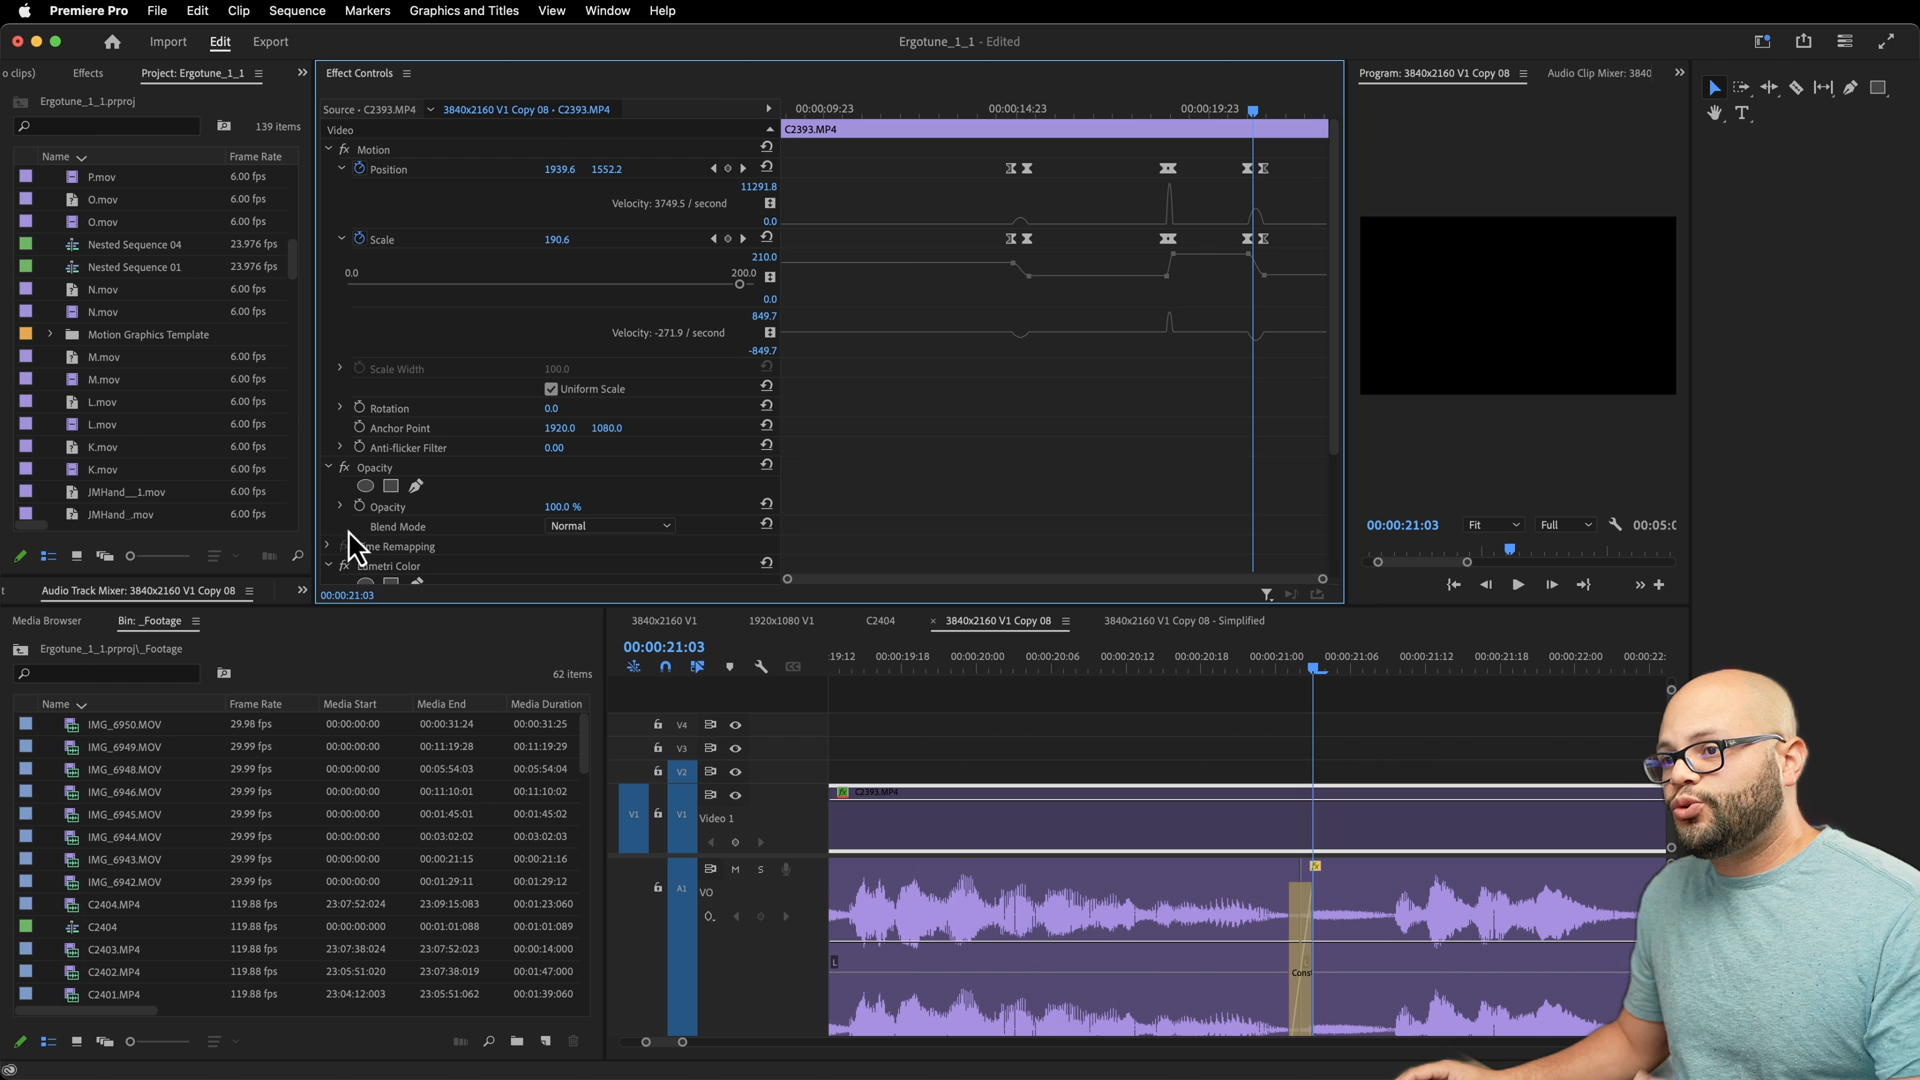 Premiere Pro File Edit Clip Sequence Markers Graphics and Titles View Window Help
Import Edit Export
Ergotune_1_1 - Edited
o clips) Effects Project: Ergotune_1_1
Ergotune_1_1.prproj
139 items
Name Frame Rate
P.mov 6.00 fps
O.mov 6.00 fps
O.mov 6.00 fps
Nested Sequence 04 23.976 fps
Nested Sequence 01 23.976 fps
N.mov 6.00 fps
N.mov 6.00 fps
Motion Graphics Template
M.mov 6.00 fps
M.mov 6.00 fps
L.mov 6.00 fps
L.mov 6.00 fps
K.mov 6.00 fps
K.mov 6.00 fps
JMHand__1.mov 6.00 fps
JMHand_.mov 6.00 fps
Effect Controls
Source • C2393.MP4 3840x2160 V1 Copy 08 • C2393.MP4
00:00:09:23 00:00:14:23 00:00:19:23
Video
C2393.MP4
fx Motion
Position 1939.6 1552.2
11291.8
Velocity: 3749.5 / second
0.0
Scale 190.6
210.0
0.0 200.0
0.0
849.7
Velocity: -271.9 / second
-849.7
Scale Width 100.0
Uniform Scale
Rotation 0.0
Anchor Point 1920.0 1080.0
Anti-flicker Filter 0.00
fx Opacity
Opacity 100.0 %
Blend Mode Normal
me Remapping
fx Lumetri Color
00:00:21:03
Program: 3840x2160 V1 Copy 08 Audio Clip Mixer: 3840
00:00:21:03 Fit Full 00:05:0
t Audio Track Mixer: 3840x2160 V1 Copy 08
Media Browser Bin: _Footage
Ergotune_1_1.prproj\_Footage
62 items
Name Frame Rate Media Start Media End Media Duration
IMG_6950.MOV 29.98 fps 00:00:00:00 00:00:31:24 00:00:31:25
IMG_6949.MOV 29.99 fps 00:00:00:00 00:11:19:28 00:11:19:29
IMG_6948.MOV 29.99 fps 00:00:00:00 00:05:54:03 00:05:54:04
IMG_6946.MOV 29.99 fps 00:00:00:00 00:11:10:01 00:11:10:02
IMG_6945.MOV 29.99 fps 00:00:00:00 00:01:45:01 00:01:45:02
IMG_6944.MOV 29.99 fps 00:00:00:00 00:03:02:02 00:03:02:03
IMG_6943.MOV 29.99 fps 00:00:00:00 00:00:21:15 00:00:21:16
IMG_6942.MOV 29.99 fps 00:00:00:00 00:01:29:11 00:01:29:12
C2404.MP4 119.88 fps 23:07:52:024 23:09:15:083 00:01:23:060
C2404 119.88 fps 00:00:00:000 00:01:01:088 00:01:01:089
C2403.MP4 119.88 fps 23:07:38:024 23:07:52:023 00:00:14:000
C2402.MP4 119.88 fps 23:05:51:020 23:07:38:019 00:01:47:000
C2401.MP4 119.88 fps 23:04:12:003 23:05:51:062 00:01:39:060
3840x2160 V1 1920x1080 V1 C2404 × 3840x2160 V1 Copy 08 3840x2160 V1 Copy 08 - Simplified
00:00:21:03
:19:12 00:00:19:18 00:00:20:00 00:00:20:06 00:00:20:12 00:00:20:18 00:00:21:00 00:00:21:06 00:00:21:12 00:00:21:18 00:00:22:00 00:00:22:
CC
V4
V3
V2
fx C2393.MP4
V1 V1 Video 1
M S
fx
A1 VO
L
Const